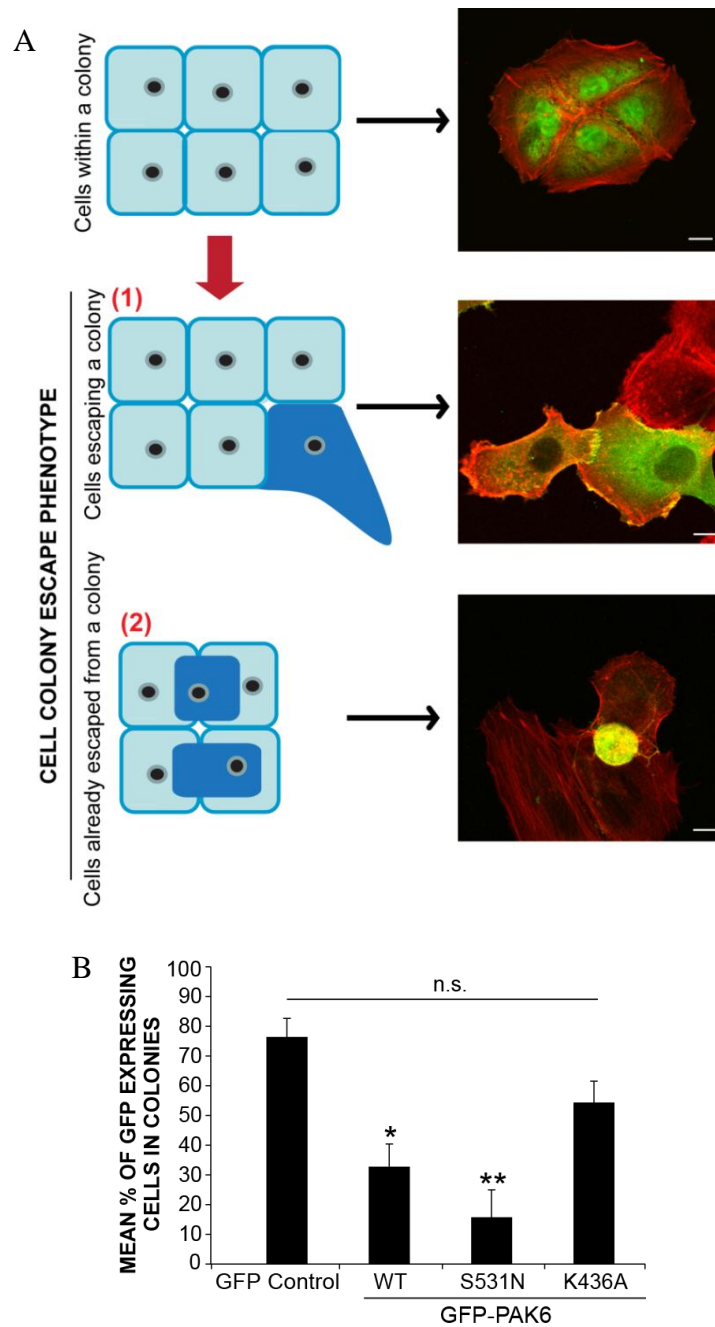 A
Cells within a colony
CELL COLONY ESCAPE PHENOTYPE
(1)
Cells escaping a colony
(2)
Cells already escaped from a colony
B
MEAN % OF GFP EXPRESSING
CELLS IN COLONIES
100
90
80
70
60
50
40
30
20
10
0
n.s.
*
**
GFP Control
WT
S531N
K436A
GFP-PAK6